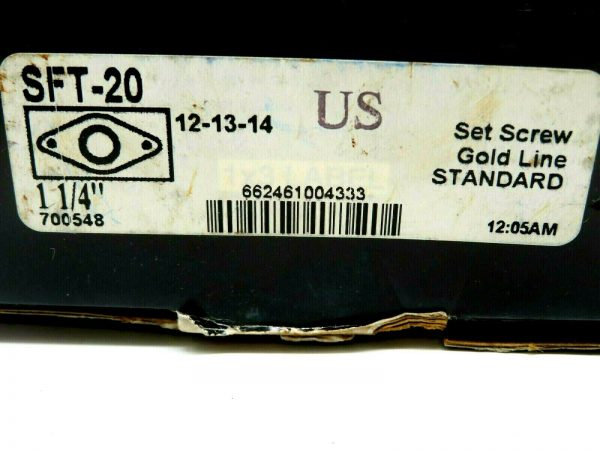 SFT-20
12-13-14
US
Set Screw
Gold Line
STANDARD
1 1/4"
700548
662461004333
12:05AM